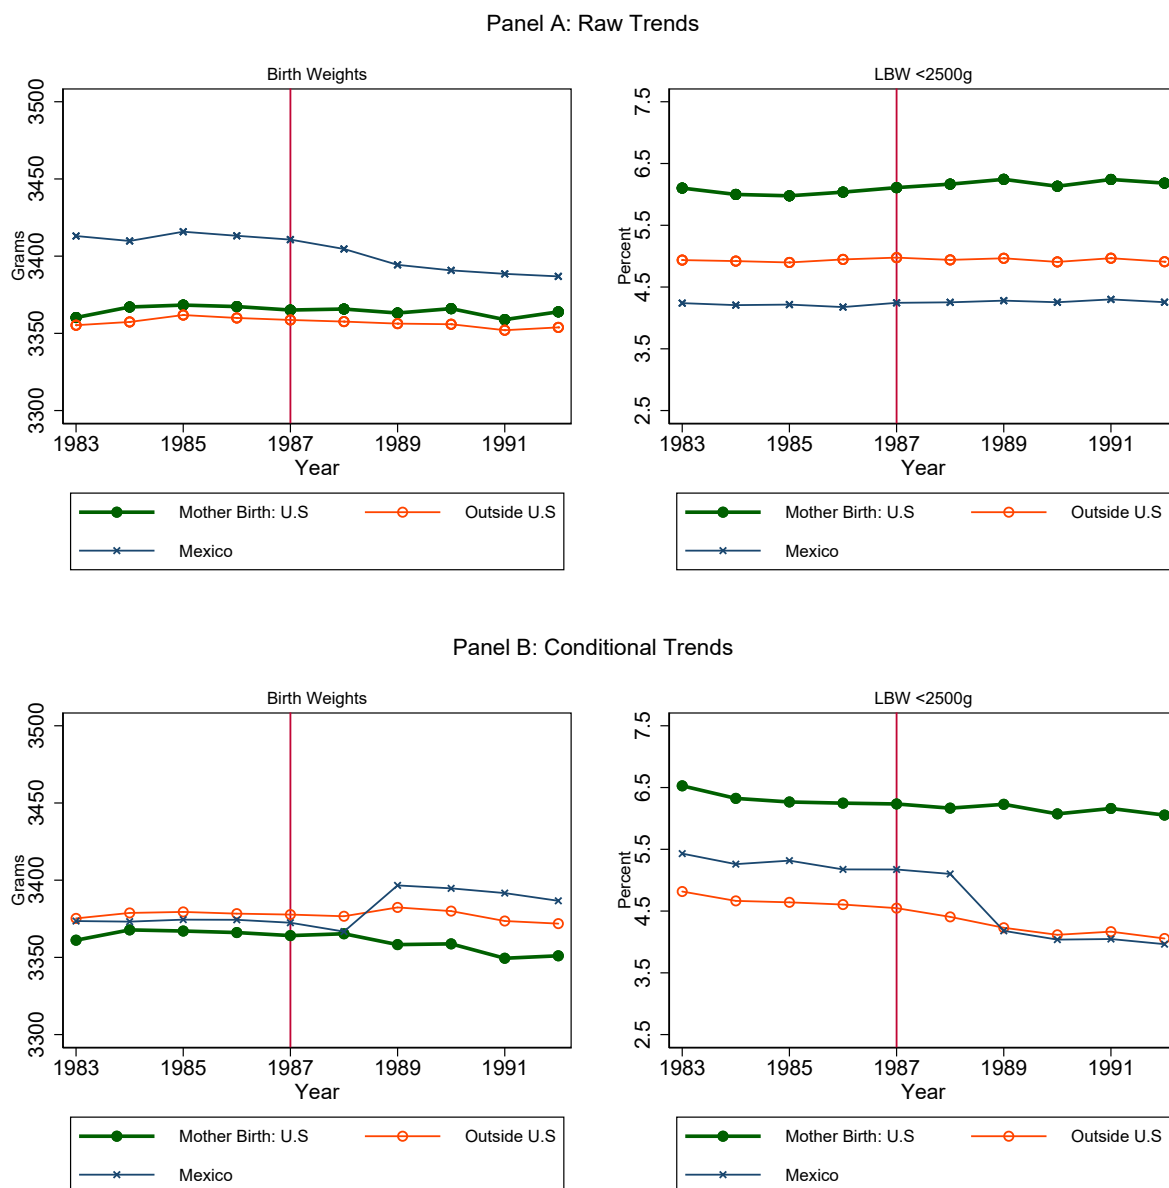 Panel A: Raw Trends
Birth Weights
3500
3450
3400
3350
3300
Grams
1983 1985 1987 1989 1991
Year
Mother Birth: U.S Outside U.S
Mexico
LBW <2500g
7.5
6.5
5.5
4.5
3.5
2.5
Percent
1983 1985 1987 1989 1991
Year
Mother Birth: U.S Outside U.S
Mexico
Panel B: Conditional Trends
Birth Weights
3500
3450
3400
3350
3300
Grams
1983 1985 1987 1989 1991
Year
Mother Birth: U.S Outside U.S
Mexico
LBW <2500g
7.5
6.5
5.5
4.5
3.5
2.5
Percent
1983 1985 1987 1989 1991
Year
Mother Birth: U.S Outside U.S
Mexico